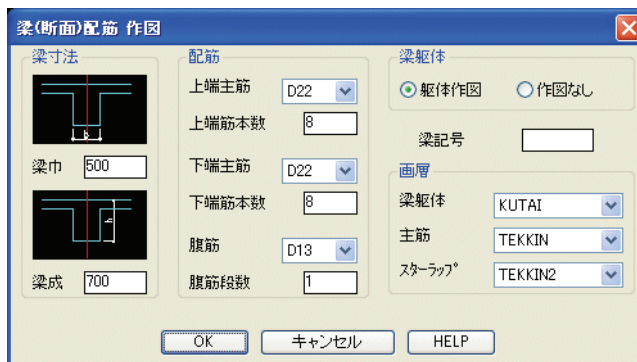 梁(断面)配筋 作図
梁寸法
b
梁巾 500
h
梁成 700
配筋
上端主筋 D22
上端筋本数 8
下端主筋 D22
下端筋本数 8
腹筋 D13
腹筋段数 1
梁躯体
躯体作図 作図なし
梁記号
画層
梁躯体 KUTAI
主筋 TEKKIN
スターラップ TEKKIN2
OK キャンセル HELP